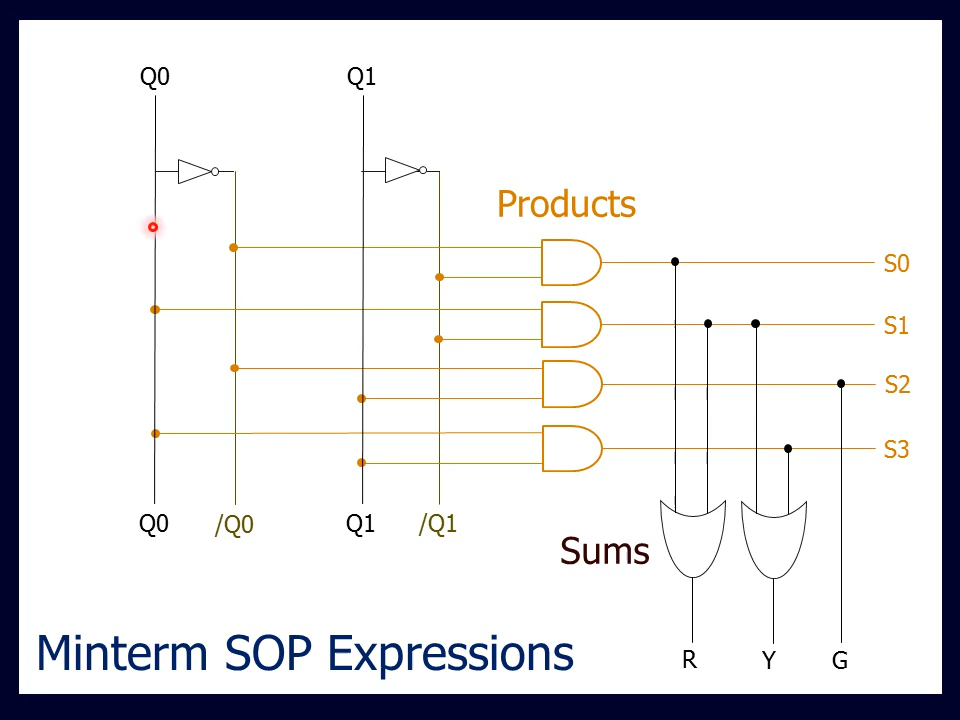 Q0 Q1
Products
S0
S1
S2
S3
Q0 /Q0 Q1 /Q1
Sums
Minterm SOP Expressions
R Y G